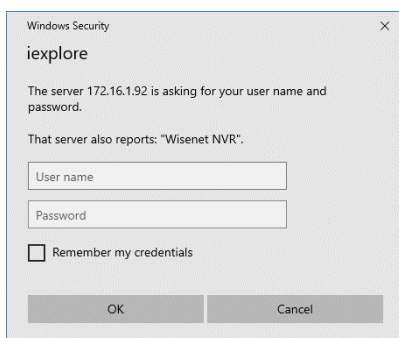 Windows Security
iexplore
The server 172.16.1.92 is asking for your user name and
password.
That server also reports: "Wisenet NVR".
User name
Password
Remember my credentials
OK Cancel